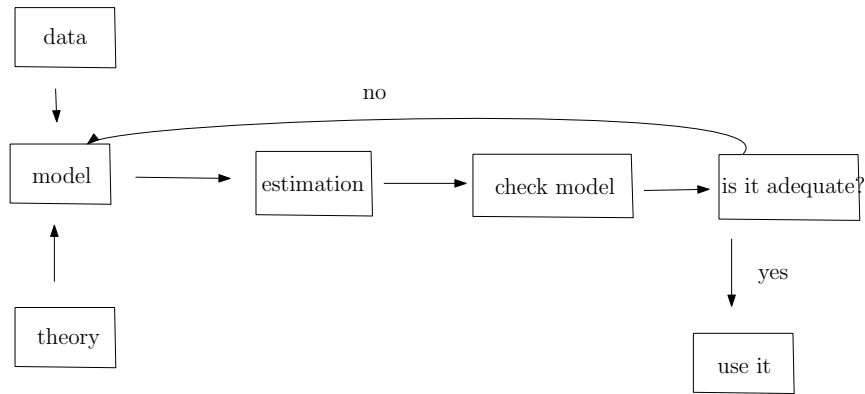 data
no
model
estimation
check model
is it adequate?
yes
theory
use it